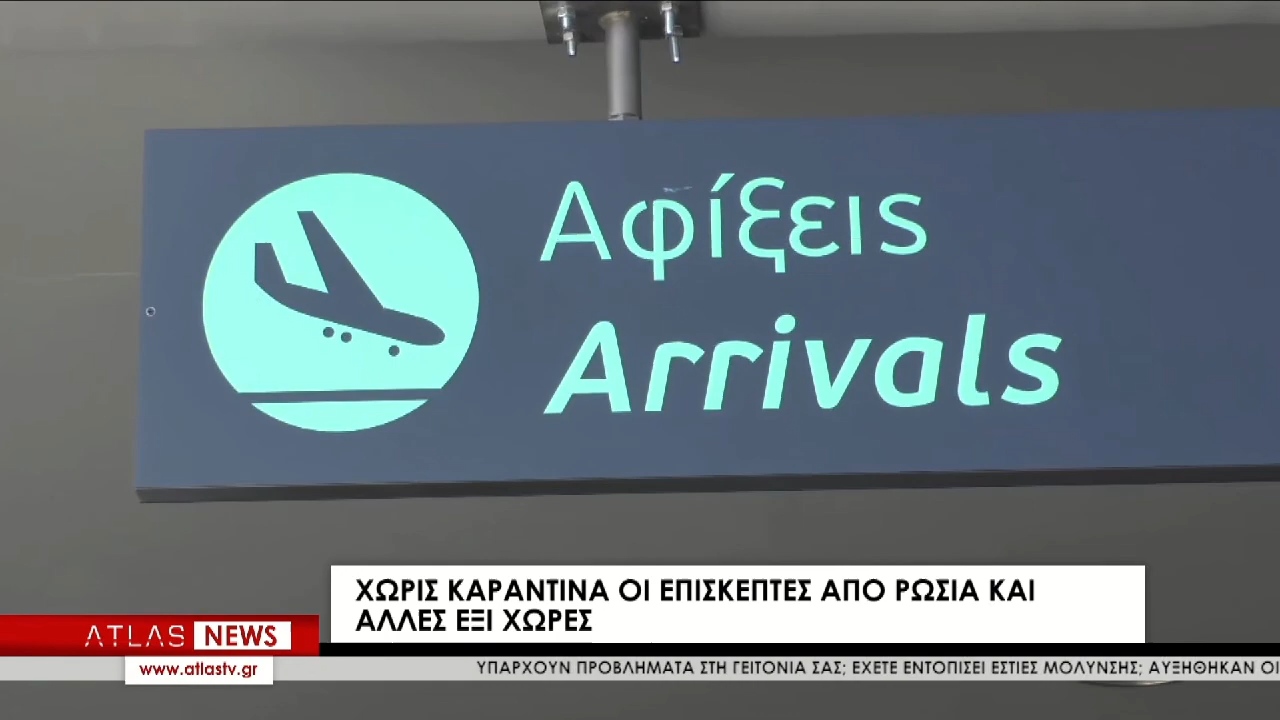 Αφίξεις
Arrivals
ΧΩΡΙΣ ΚΑΡΑΝΤΙΝΑ ΟΙ ΕΠΙΣΚΕΠΤΕΣ ΑΠΟ ΡΩΣΙΑ ΚΑΙ
ΑΛΛΕΣ ΕΞΙ ΧΩΡΕΣ
ATLAS NEWS
www.atlastv.gr
ΥΠΑΡΧΟΥΝ ΠΡΟΒΛΗΜΑΤΑ ΣΤΗ ΓΕΙΤΟΝΙΑ ΣΑΣ; ΕΧΕΤΕ ΕΝΤΟΠΙΣΕΙ ΕΣΤΙΕΣ ΜΟΛΥΝΣΗΣ; ΑΥΞΗΘΗΚΑΝ ΟΙ